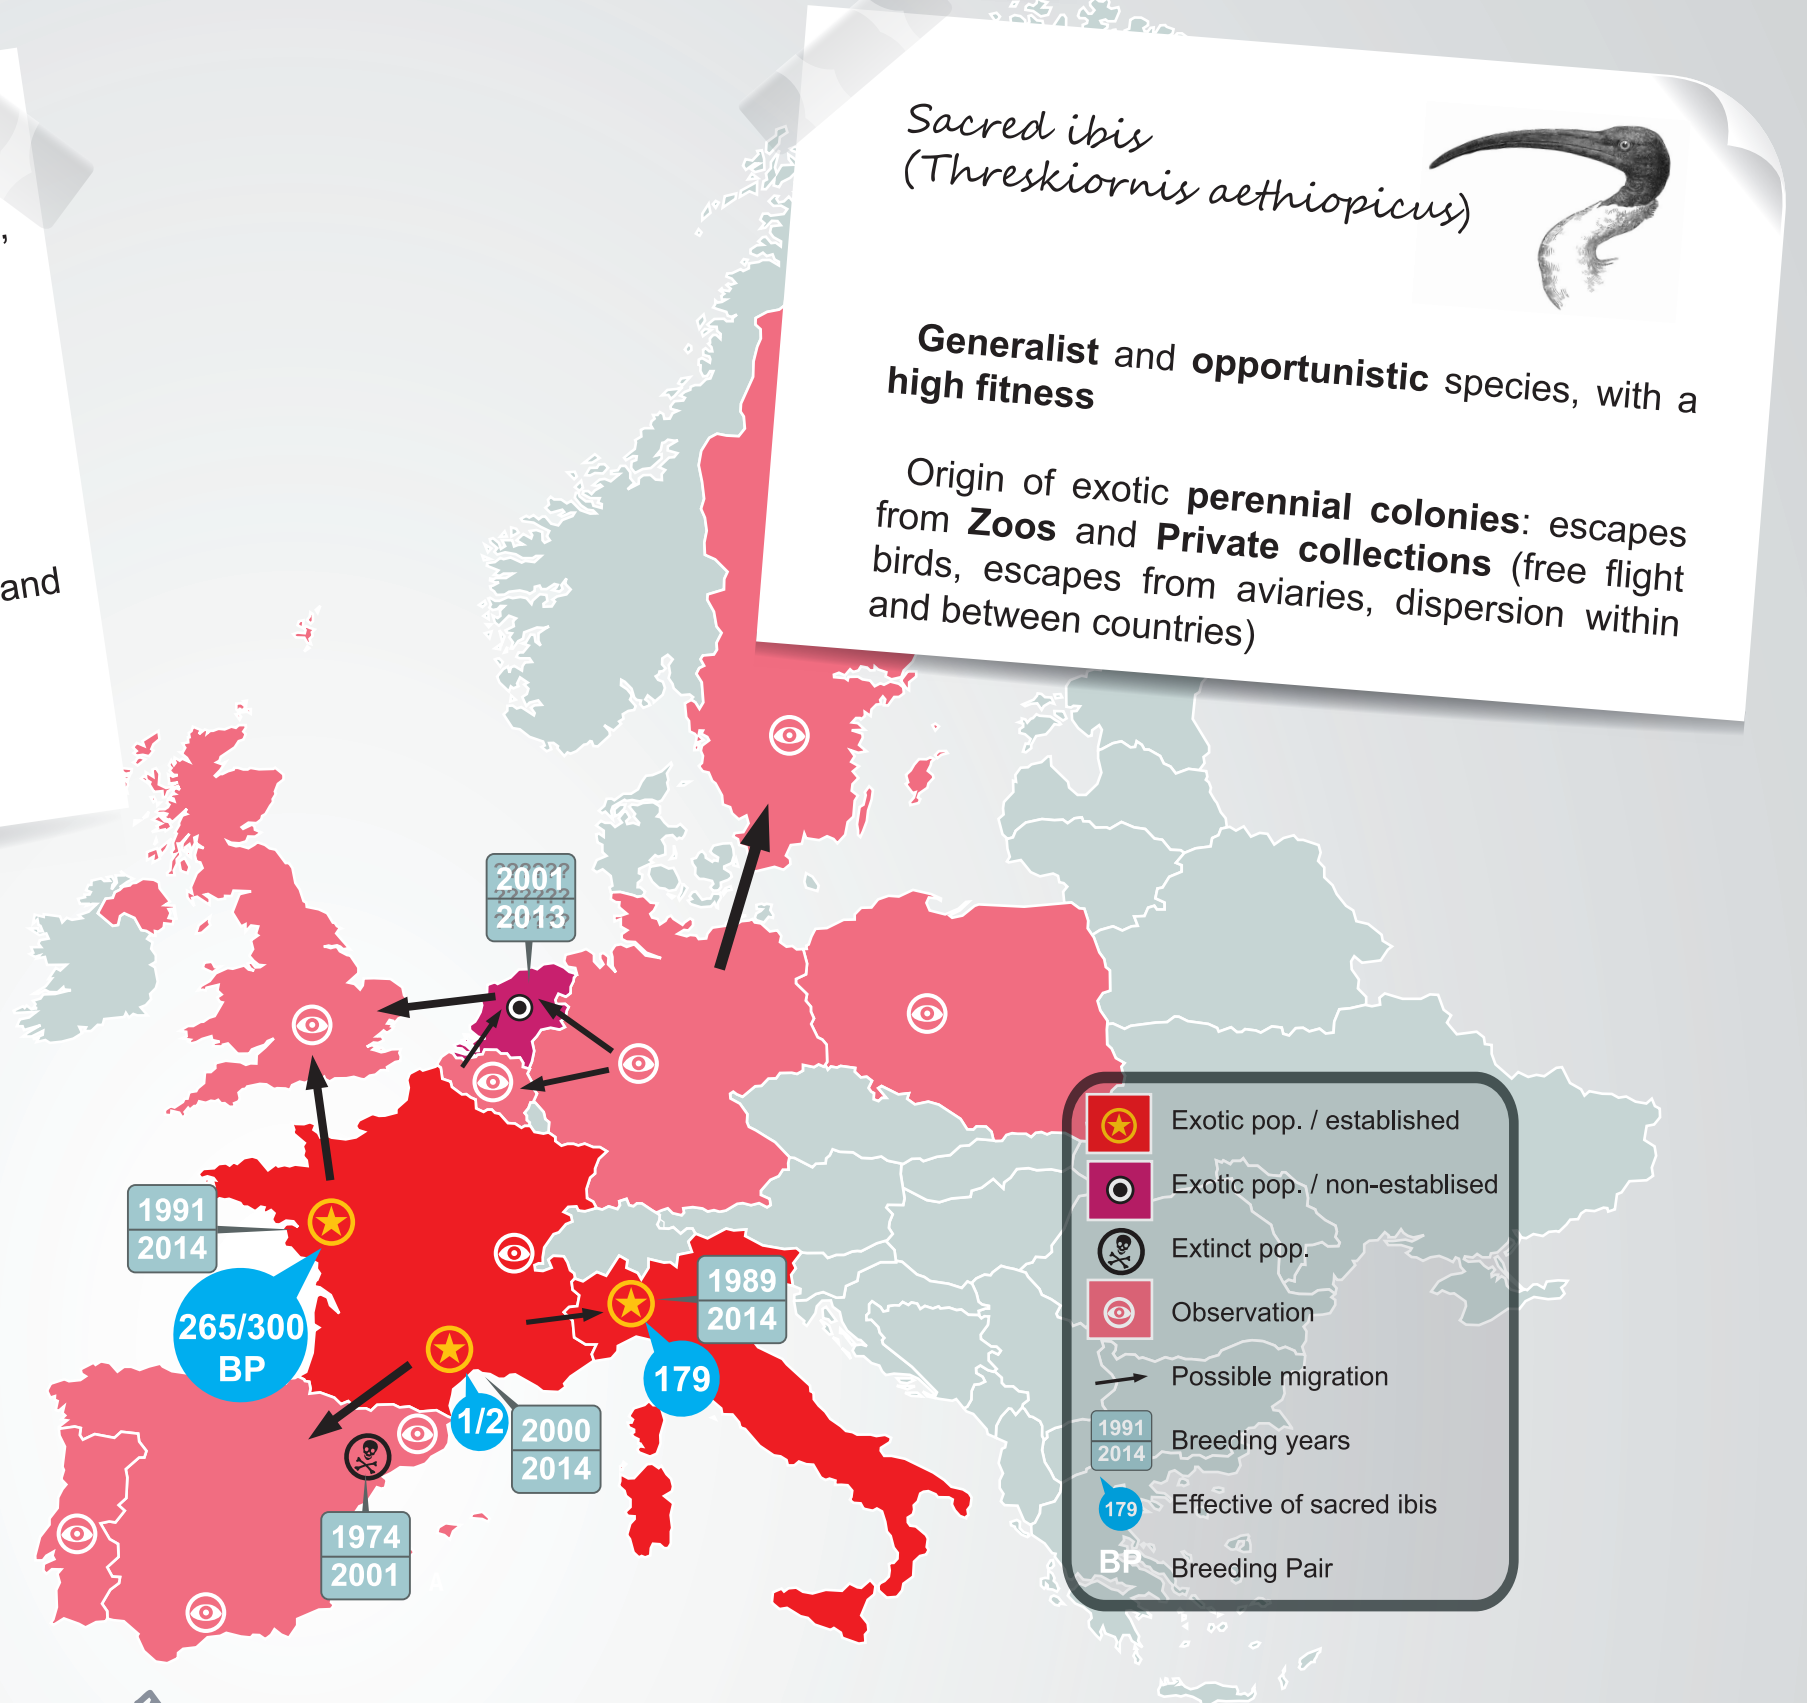 ,
and
Sacred ibis
(Threskiornis aethiopicus)
Generalist and opportunistic species, with a
high fitness
Origin of exotic perennial colonies: escapes
from Zoos and Private collections (free flight
birds, escapes from aviaries, dispersion within
and between countries)
??????
2001
??????
2013
1991
2014
265/300
BP
1989
2014
179
1/2
2000
2014
1974
2001
A
Exotic pop. / established
Exotic pop. / non-establised
Extinct pop.
Observation
Possible migration
1991
2014
Breeding years
179
Effective of sacred ibis
BP
Breeding Pair